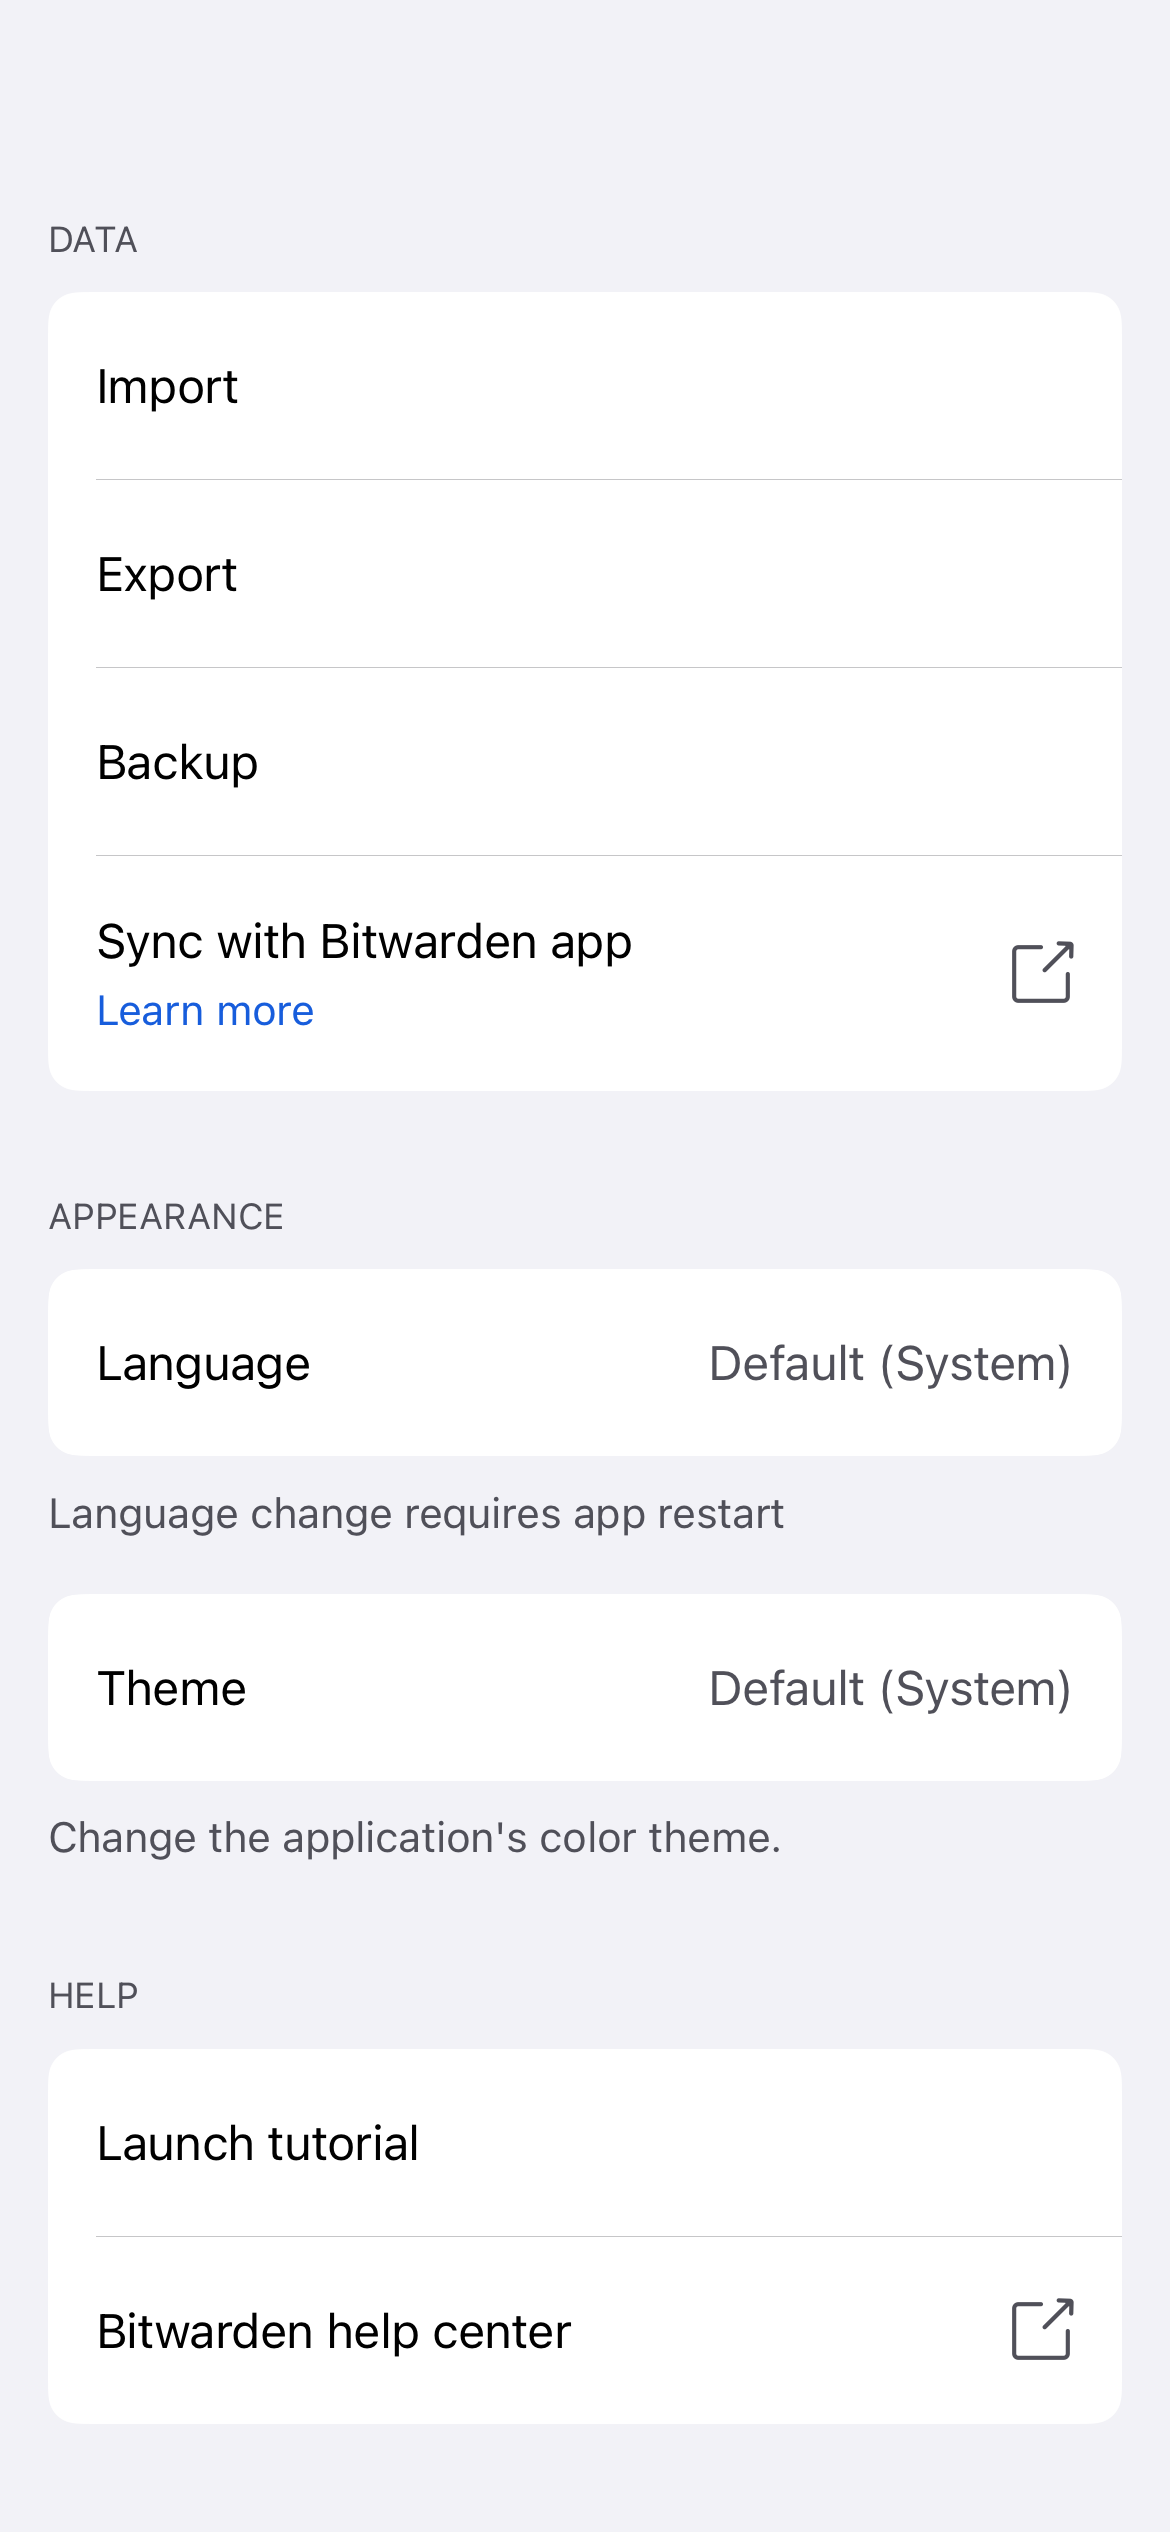 DATA
Import
Export
Backup
Sync with Bitwarden app
Learn more
APPEARANCE
Language Default (System)
Language change requires app restart
Theme Default (System)
Change the application's color theme.
HELP
Launch tutorial
Bitwarden help center